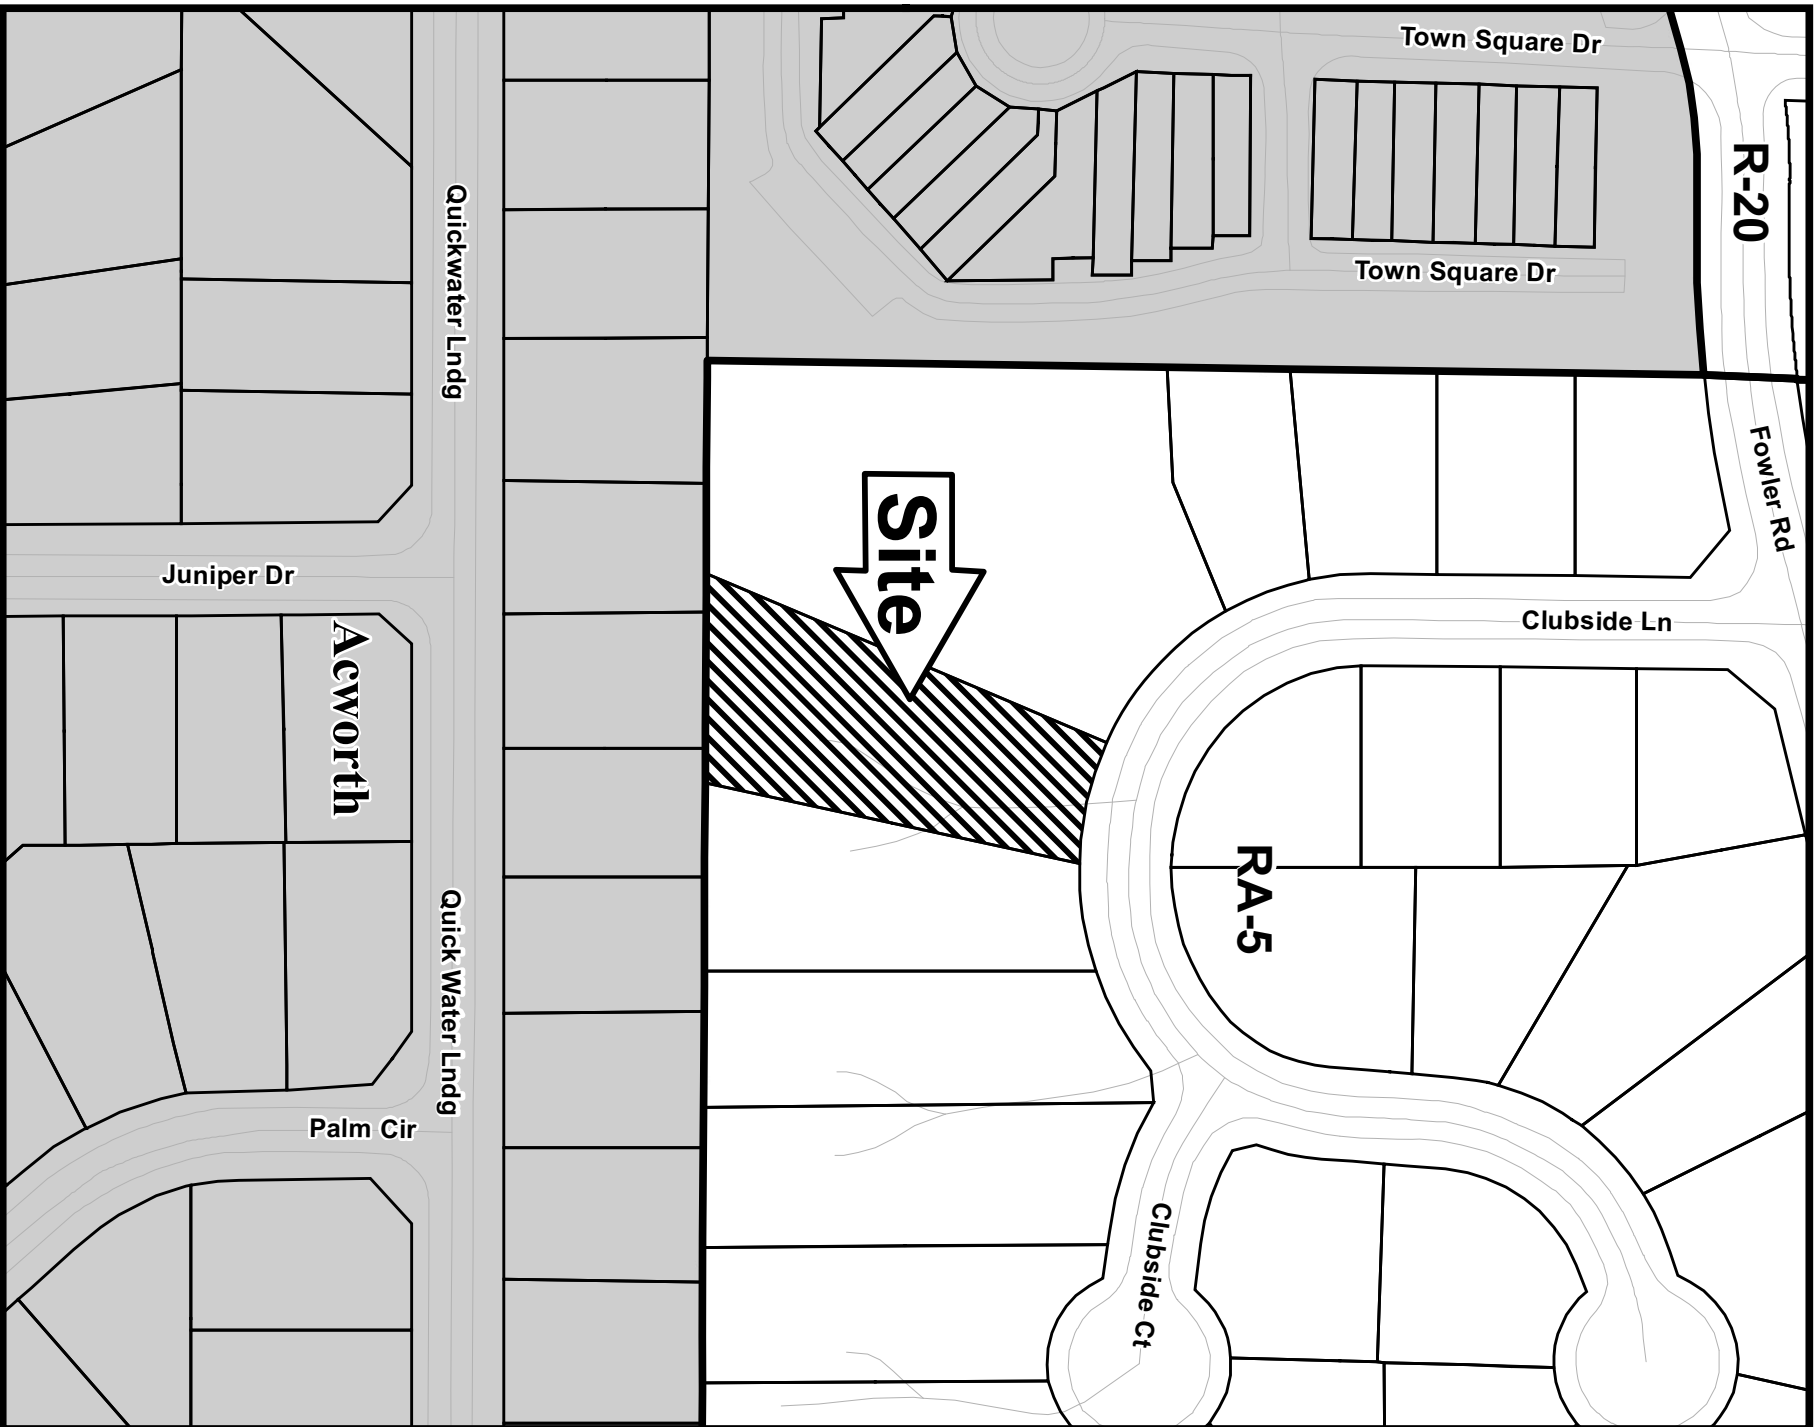 Town Square Dr
R-20
Quickwater Lndg
Town Square Dr
Fowler Rd
Site
Juniper Dr
Clubside Ln
Acworth
RA-5
Quick Water Lndg
Palm Cir
Clubside Ct